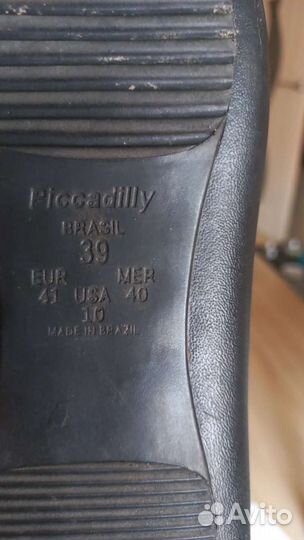 Piccadilly
BRASIL
39
EUR MER
41 USA 40
10
MADE IN BRAZIL
Avito